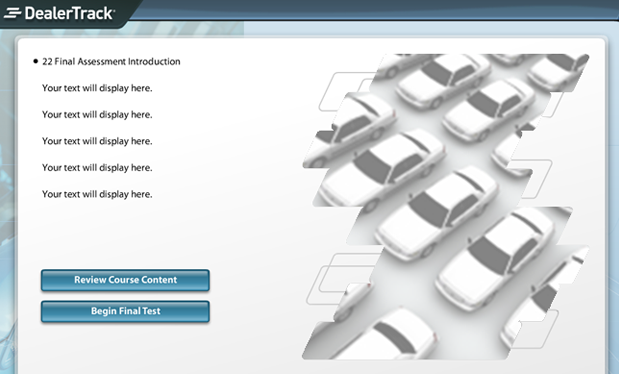 DealerTrack
22 Final Assessment Introduction
Your text will display here.
Your text will display here.
Your text will display here.
Your text will display here.
Your text will display here.
Review Course Content
Begin Final Test